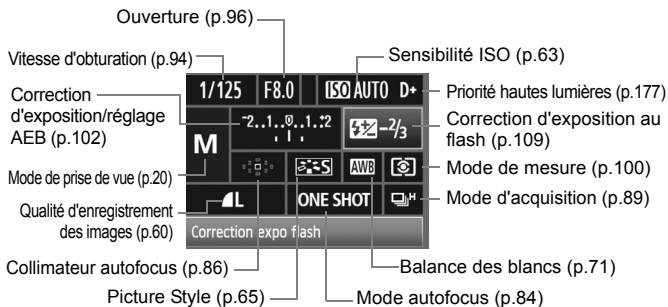 Ouverture (p.96)
Vitesse d'obturation (p.94)
Sensibilité ISO (p.63)
1/125 F8.0 ISO AUTO D+
Priorité hautes lumières (p.177)
Correction
d'exposition/réglage
AEB (p.102)
-2..1..0..1..:2
-2/3
Correction d'exposition au
flash (p.109)
M
Mode de prise de vue (p.20)
S
AWB
Mode de mesure (p.100)
Qualité d'enregistrement
des images (p.60)
L
ONE SHOT
H
Mode d'acquisition (p.89)
Correction expo flash
Collimateur autofocus (p.86)
Balance des blancs (p.71)
Picture Style (p.65)
Mode autofocus (p.84)